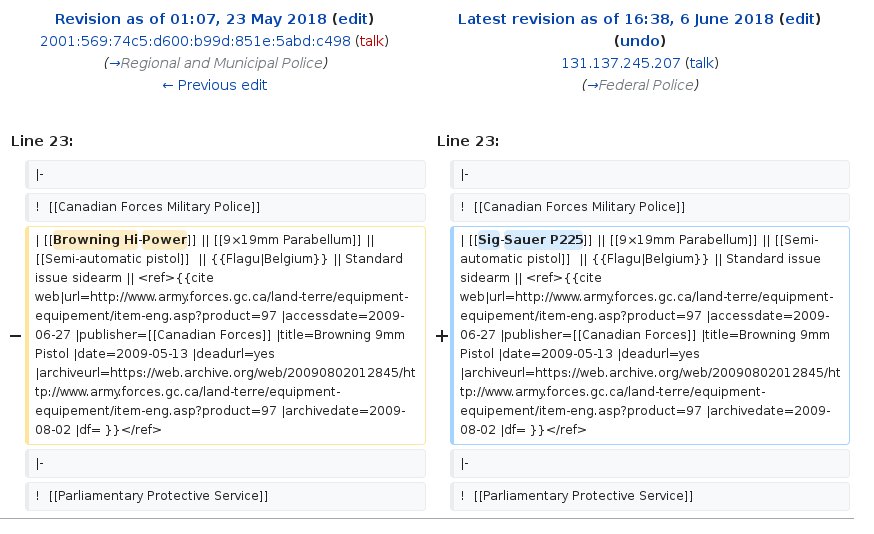 Revision as of 01:07, 23 May 2018 (edit)
2001:569:74c5:d600:b99d:851e:5abd:c498 (talk)
(→Regional and Municipal Police)
← Previous edit
Latest revision as of 16:38, 6 June 2018 (edit)
(undo)
131.137.245.207 (talk)
(→Federal Police)
Line 23:
Line 23:
|-
|-
! [[Canadian Forces Military Police]]
! [[Canadian Forces Military Police]]
−
| [[Browning Hi-Power]] || [[9×19mm Parabellum]] ||
[[Semi-automatic pistol]] || {{Flagu|Belgium}} || Standard
issue sidearm || <ref>{{cite
web|url=http://www.army.forces.gc.ca/land-terre/equipment-
equipement/item-eng.asp?product=97 |accessdate=2009-
06-27 |publisher=[[Canadian Forces]] |title=Browning 9mm
Pistol |date=2009-05-13 |deadurl=yes
|archiveurl=https://web.archive.org/web/20090802012845/ht
tp://www.army.forces.gc.ca/land-terre/equipment-
equipement/item-eng.asp?product=97 |archivedate=2009-
08-02 |df= }}</ref>
+
| [[Sig-Sauer P225]] || [[9×19mm Parabellum]] || [[Semi-
automatic pistol]] || {{Flagu|Belgium}} || Standard issue
sidearm || <ref>{{cite
web|url=http://www.army.forces.gc.ca/land-terre/equipment-
equipement/item-eng.asp?product=97 |accessdate=2009-
06-27 |publisher=[[Canadian Forces]] |title=Browning 9mm
Pistol |date=2009-05-13 |deadurl=yes
|archiveurl=https://web.archive.org/web/20090802012845/ht
tp://www.army.forces.gc.ca/land-terre/equipment-
equipement/item-eng.asp?product=97 |archivedate=2009-
08-02 |df= }}</ref>
|-
|-
! [[Parliamentary Protective Service]]
! [[Parliamentary Protective Service]]